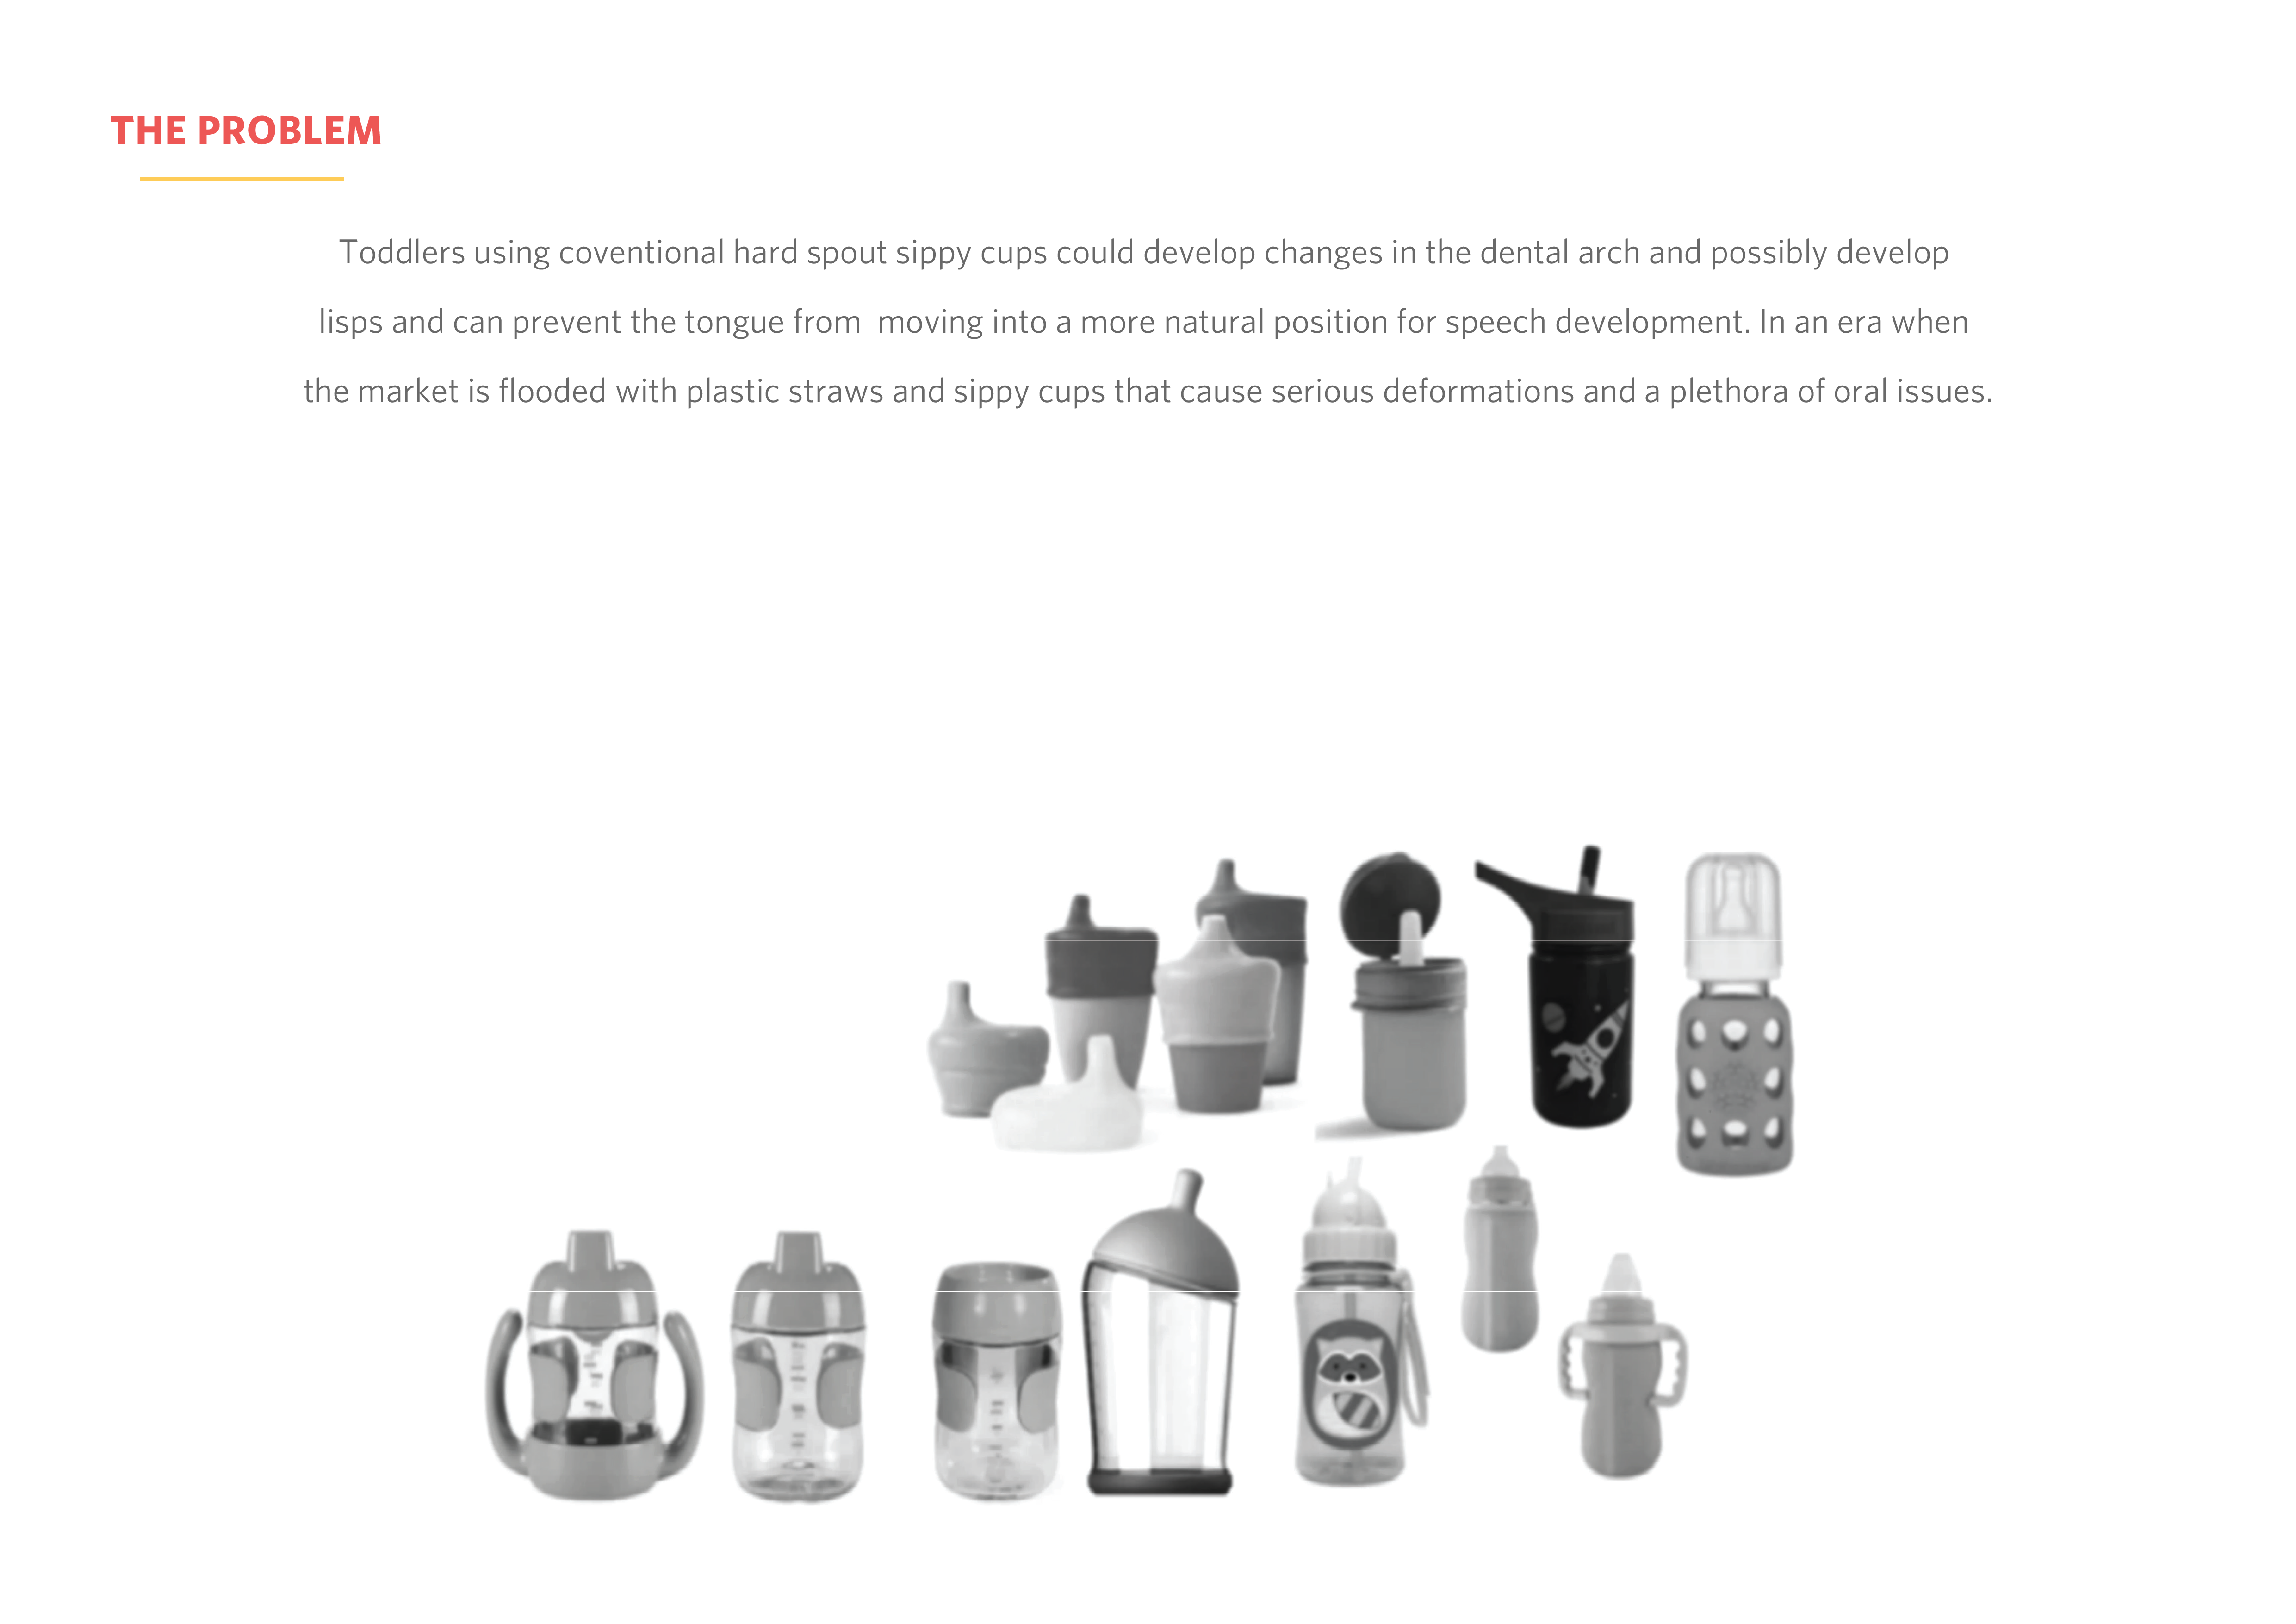 THE PROBLEM
Toddlers using coventional hard spout sippy cups could develop changes in the dental arch and possibly develop
lisps and can prevent the tongue from  moving into a more natural position for speech development. In an era when
the market is flooded with plastic straws and sippy cups that cause serious deformations and a plethora of oral issues.